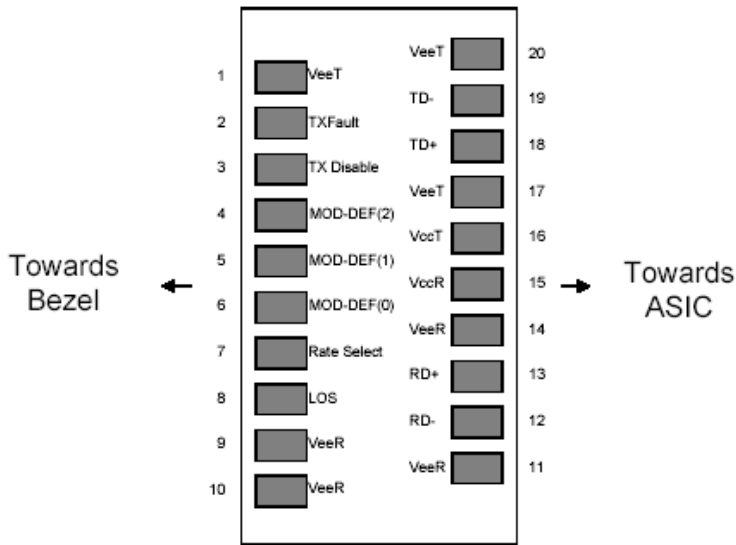 VeeT 20
1 VeeT
TD- 19
2 TXFault
TD+ 18
3 TX Disable
VeeT 17
4 MOD-DEF(2)
VccT 16
5 MOD-DEF(1)
Towards
Bezel
VccR 15
Towards
ASIC
6 MOD-DEF(0)
VeeR 14
7 Rate Select
RD+ 13
8 LOS
RD- 12
9 VeeR
VeeR 11
10 VeeR